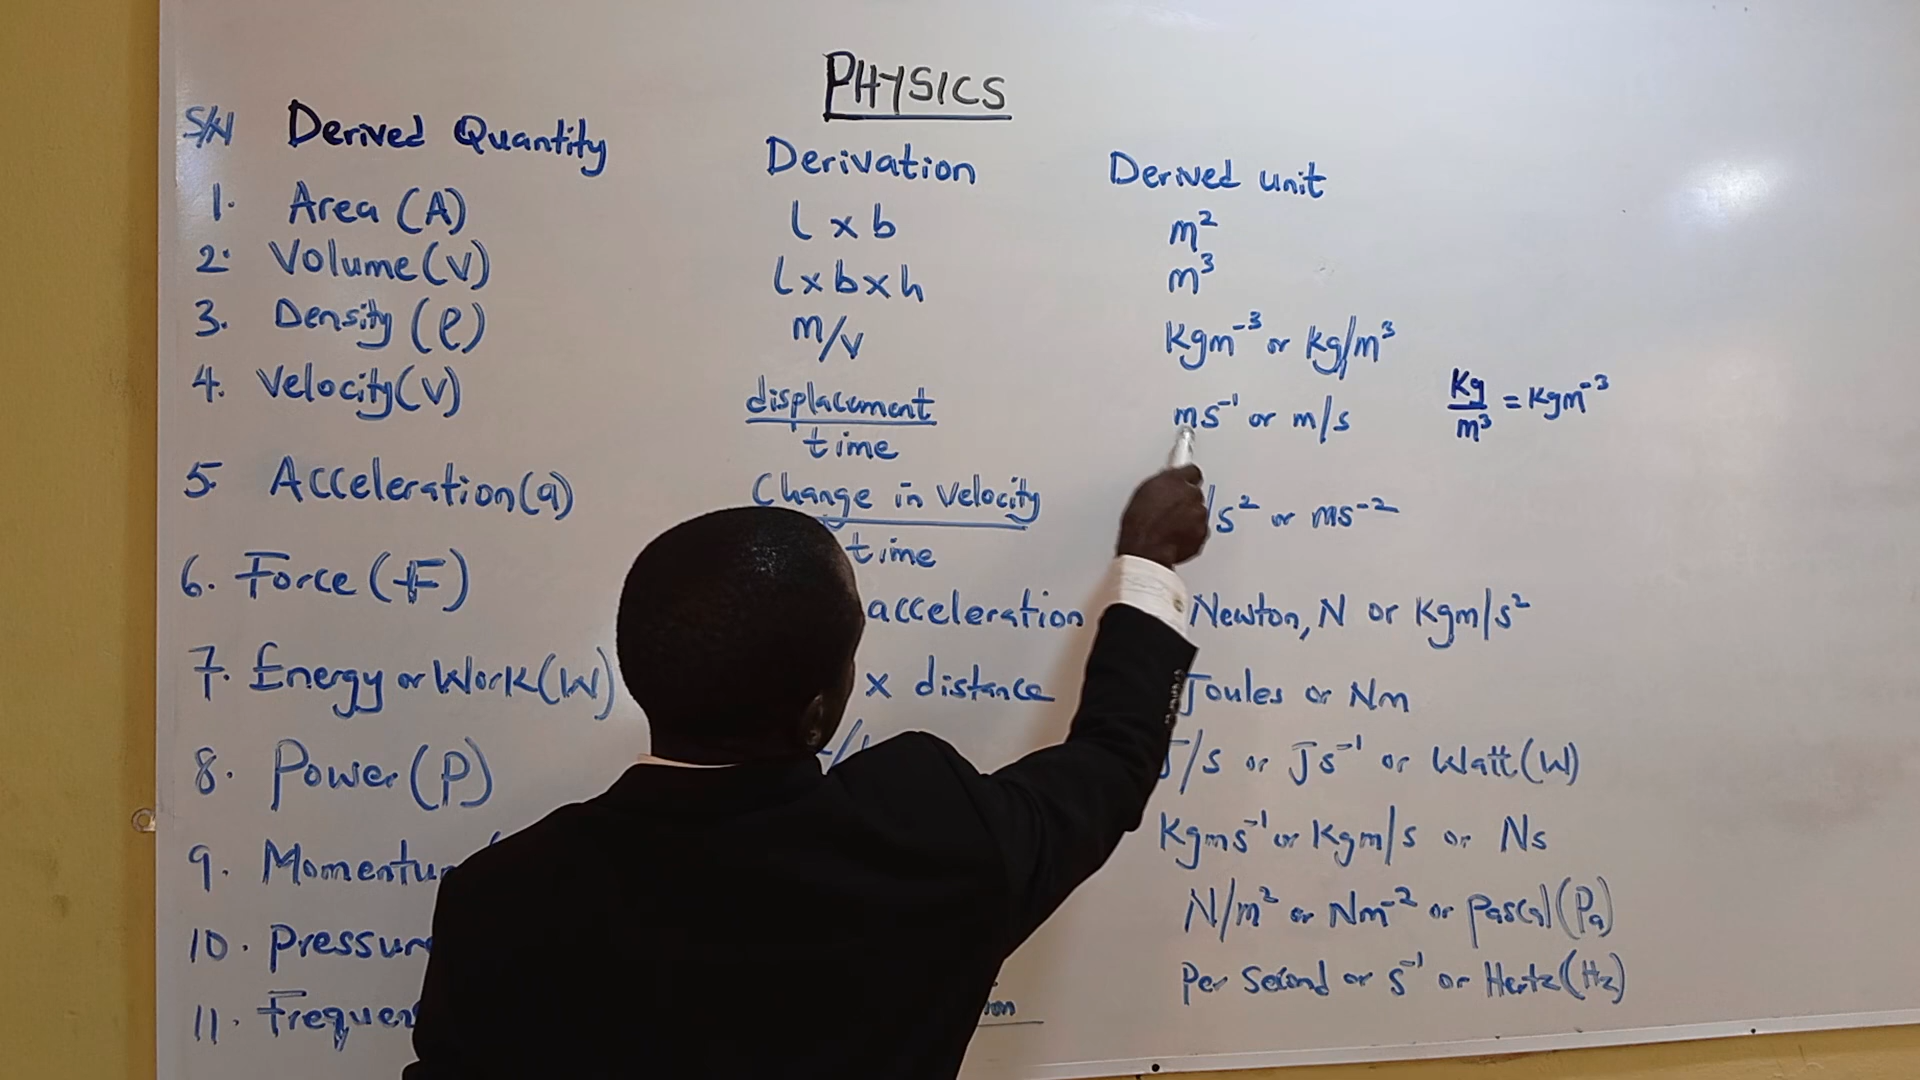 PHYSICS
S/N Derived Quantity Derivation Derived unit
1. Area (A) l x b m²
2. Volume (V) l x b x h m³
3. Density (ρ) m/v Kgm⁻³ or kg/m³
4. Velocity (V) displacement / time ms⁻¹ or m/s
Kg/m³ = Kgm⁻³
5. Acceleration (a) Change in Velocity / time /s² or ms⁻²
6. Force (F) acceleration Newton, N or Kgm/s²
7. Energy or Work (W) x distance Joules or Nm
8. Power (P) J/s or Js⁻¹ or Watt (W)
9. Kgms⁻¹ or Kgm/s or Ns
10. N/m² or Nm⁻² or pascal (Pa)
11. Per Second or s⁻¹ or Hertz (Hz)